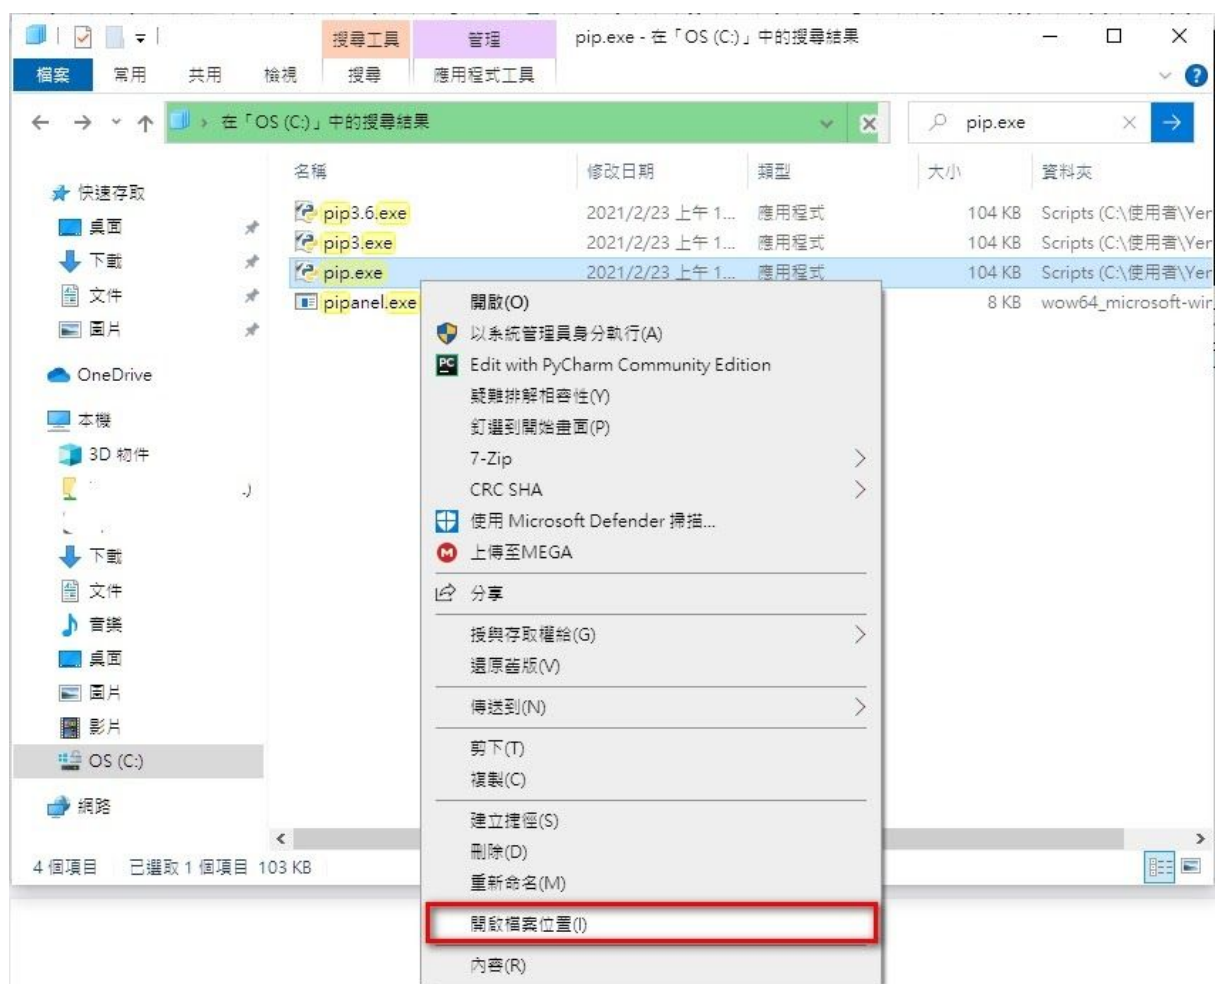 搜尋工具 管理 pip.exe - 在「OS (C:)」中的搜尋結果
檔案 常用 共用 檢視 搜尋 應用程式工具
在「OS (C:)」中的搜尋結果 pip.exe
名稱 修改日期 類型 大小 資料夾
快速存取
桌面
下載
文件
圖片
OneDrive
本機
3D 物件
下載
文件
音樂
桌面
圖片
影片
OS (C:)
網路
pip3.6.exe 2021/2/23 上午 1... 應用程式 104 KB Scripts (C:\使用者\Yer
pip3.exe 2021/2/23 上午 1... 應用程式 104 KB Scripts (C:\使用者\Yer
pip.exe 2021/2/23 上午 1... 應用程式 104 KB Scripts (C:\使用者\Yer
pipanel.exe 8 KB wow64_microsoft-win
開啟(O)
以系統管理員身分執行(A)
Edit with PyCharm Community Edition
疑難排解相容性(Y)
釘選到開始畫面(P)
7-Zip
CRC SHA
使用 Microsoft Defender 掃描...
上傳至MEGA
分享
授與存取權給(G)
還原舊版(V)
傳送到(N)
剪下(T)
複製(C)
建立捷徑(S)
刪除(D)
重新命名(M)
開啟檔案位置(I)
內容(R)
4 個項目 已選取 1 個項目 103 KB